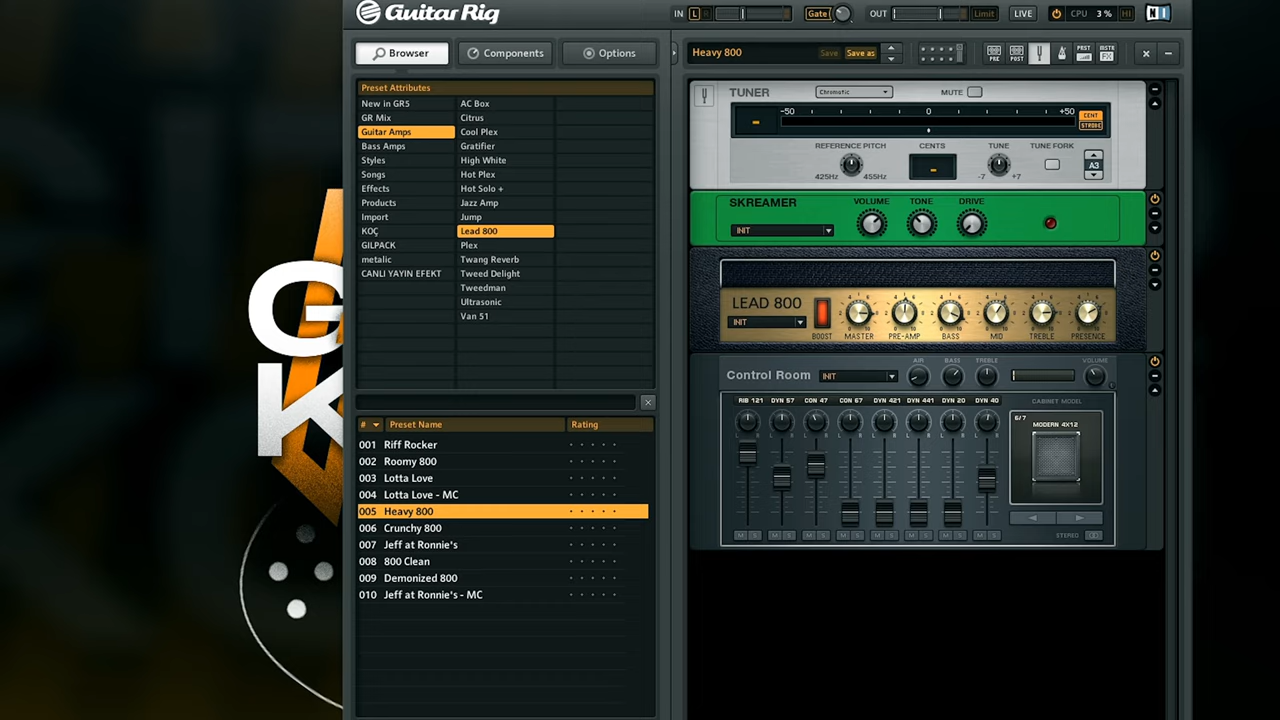 Guitar Rig
IN L R Gate OUT Limit LIVE CPU 3 % HI
Browser Components Options
Heavy 800 Save Save as PRE POST PRST INSTR FX
Preset Attributes
New in GR5 AC Box
GR Mix Citrus
Guitar Amps Cool Plex
Bass Amps Gratifier
Styles High White
Songs Hot Plex
Effects Hot Solo +
Products Jazz Amp
Import Jump
KOÇ Lead 800
GILPACK Plex
metalic Twang Reverb
CANLI YAYIN EFEKT Tweed Delight
Tweedman
Ultrasonic
Van 51
# Preset Name Rating
001 Riff Rocker
002 Roomy 800
003 Lotta Love
004 Lotta Love - MC
005 Heavy 800
006 Crunchy 800
007 Jeff at Ronnie's
008 800 Clean
009 Demonized 800
010 Jeff at Ronnie's - MC
TUNER Chromatic MUTE
-50 0 +50 CENT
STROBE
REFERENCE PITCH CENTS TUNE TUNE FORK
425Hz 455Hz -7 +7 A3
SKREAMER VOLUME TONE DRIVE
INIT
LEAD 800
INIT
BOOST MASTER PRE-AMP BASS MID TREBLE PRESENCE
AIR BASS TREBLE VOLUME
Control Room INIT
RIB 121 DYN 57 CON 47 CON 67 DYN 421 DYN 441 DYN 20 DYN 40 CABINET MODEL
6/7
MODERN 4X12
M S M S M S M S M S M S M S M S STEREO
G
K